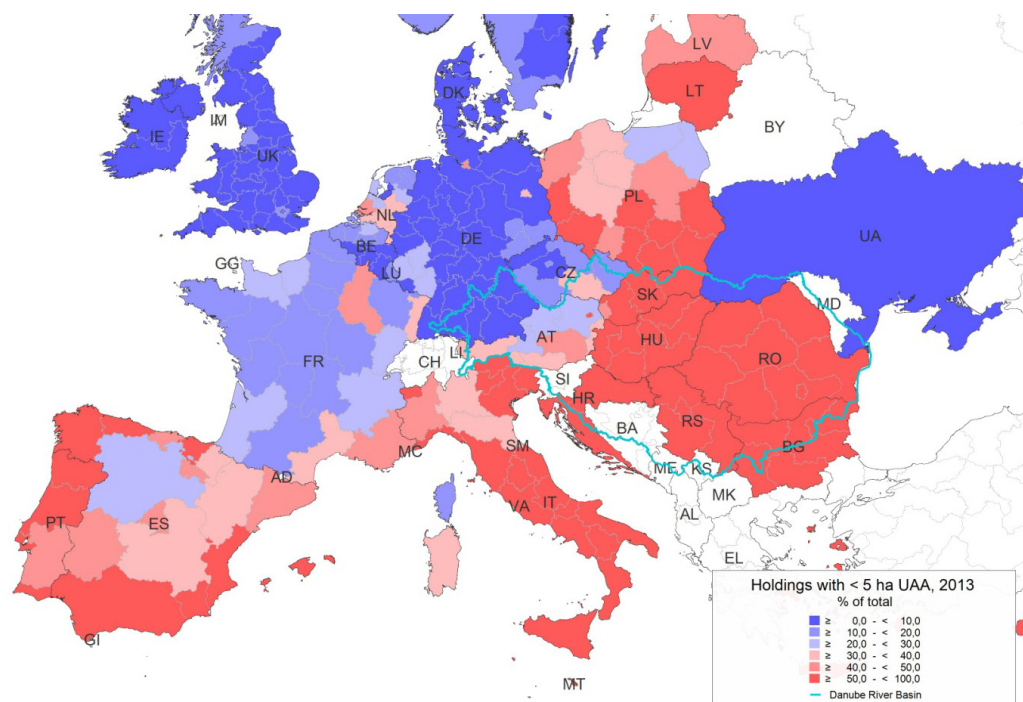 LV
LT
DK
BY
IE
IM
UK
NL
PL
DE
BE
UA
GG
LU
CZ
SK
MD
AT
HU
FR
CH
LI
RO
SI
HR
BA
RS
SM
MC
BG
ME
KS
AD
VA
IT
MK
PT
ES
AL
EL
GI
MT
Holdings with < 5 ha UAA, 2013
% of total
≥ 0,0 - < 10,0
≥ 10,0 - < 20,0
≥ 20,0 - < 30,0
≥ 30,0 - < 40,0
≥ 40,0 - < 50,0
≥ 50,0 - < 100,0
Danube River Basin